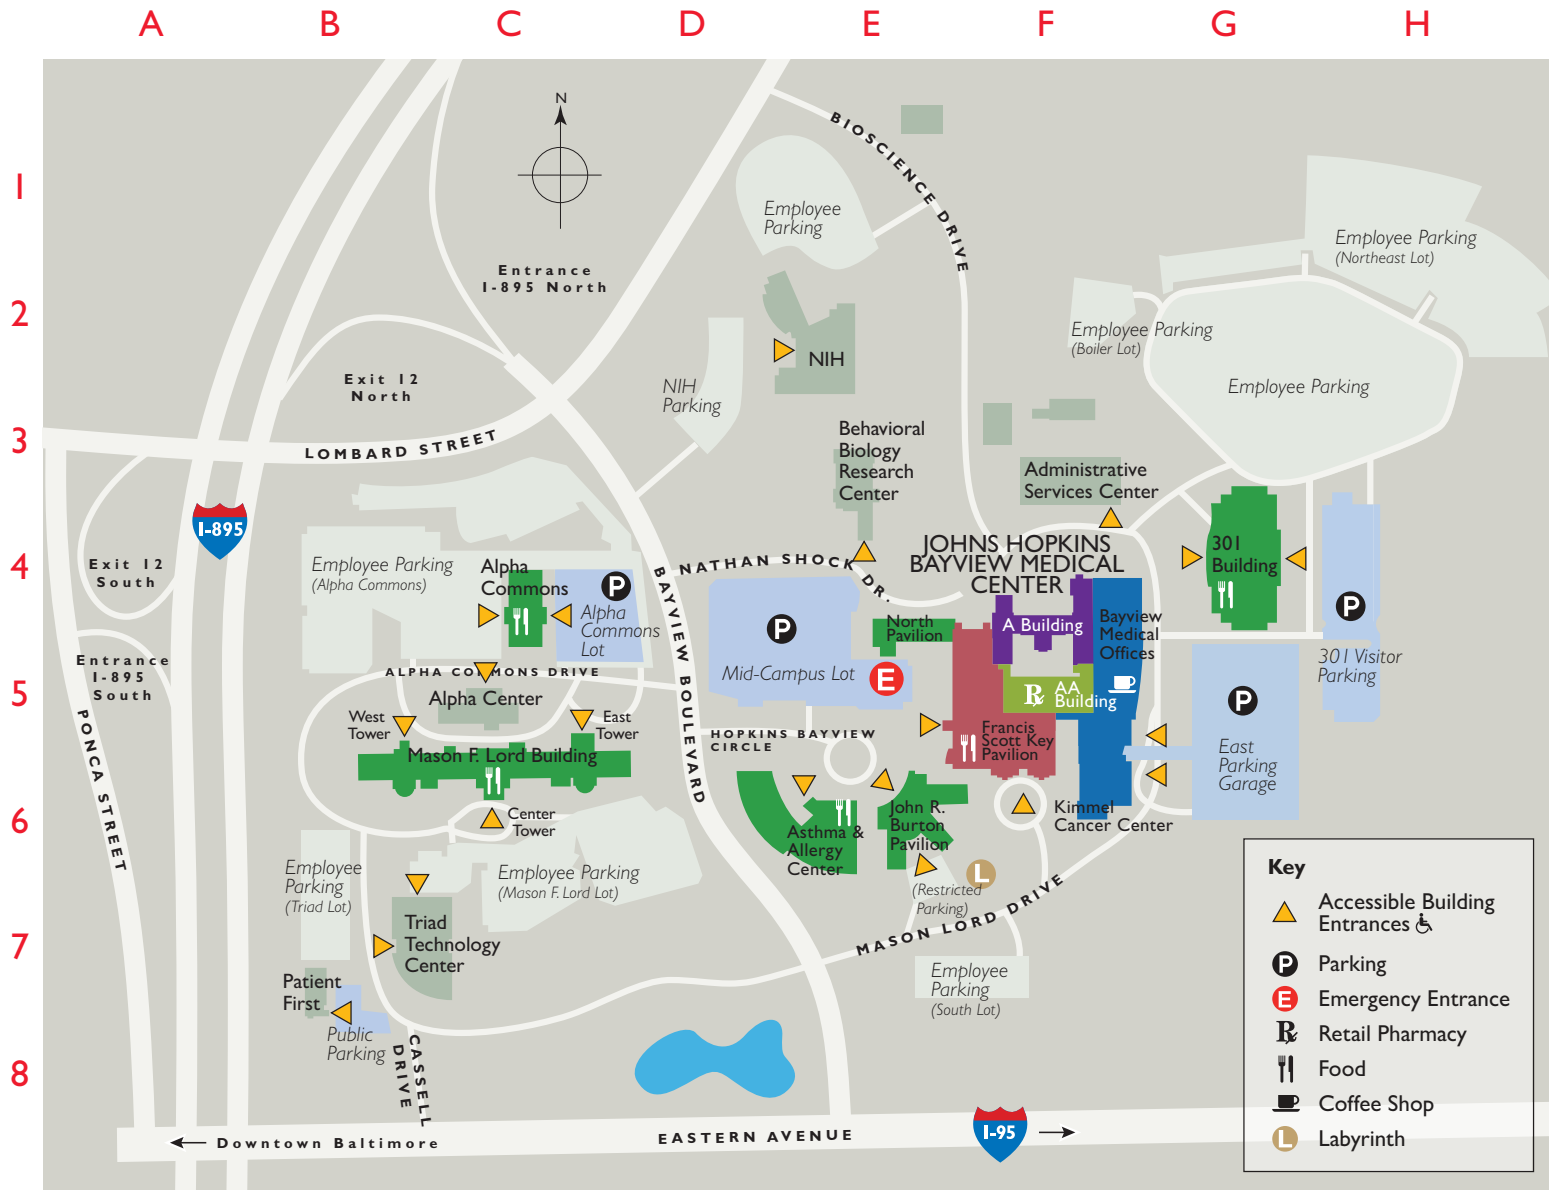 A B C D E F G H
1
2
3
4
5
6
7
8
N
BIOSCIENCE DRIVE
Employee
Parking
Employee Parking
(Northeast Lot)
Entrance
I-895 North
Employee Parking
(Boiler Lot)
NIH
Exit 12
North
NIH
Parking
Employee Parking
LOMBARD STREET
Behavioral
Biology
Research
Center
Administrative
Services Center
I-895
JOHNS HOPKINS
BAYVIEW MEDICAL
CENTER
301
Building
Exit 12
South
Employee Parking
(Alpha Commons)
Alpha
Commons
P
Alpha
Commons
Lot
NATHAN SHOCK DR.
BAYVIEW BOULEVARD
P
Mid-Campus Lot
North
Pavilion
E
A Building
Bayview
Medical
Offices
P
301 Visitor
Parking
Entrance
I-895
South
ALPHA COMMONS DRIVE
Alpha Center
AA
Building
P
East
Parking
Garage
West
Tower
East
Tower
Mason F. Lord Building
HOPKINS BAYVIEW
CIRCLE
Francis
Scott Key
Pavilion
PONCA STREET
Center
Tower
Asthma &
Allergy
Center
John R.
Burton
Pavilion
Kimmel
Cancer Center
Employee
Parking
(Triad Lot)
Employee Parking
(Mason F. Lord Lot)
L
(Restricted
Parking)
MASON LORD DRIVE
Triad
Technology
Center
Patient
First
Public
Parking
Employee
Parking
(South Lot)
CASSELL
DRIVE
Downtown Baltimore
EASTERN AVENUE
I-95
Key
Accessible Building
Entrances
P Parking
E Emergency Entrance
Rx Retail Pharmacy
Food
Coffee Shop
L Labyrinth